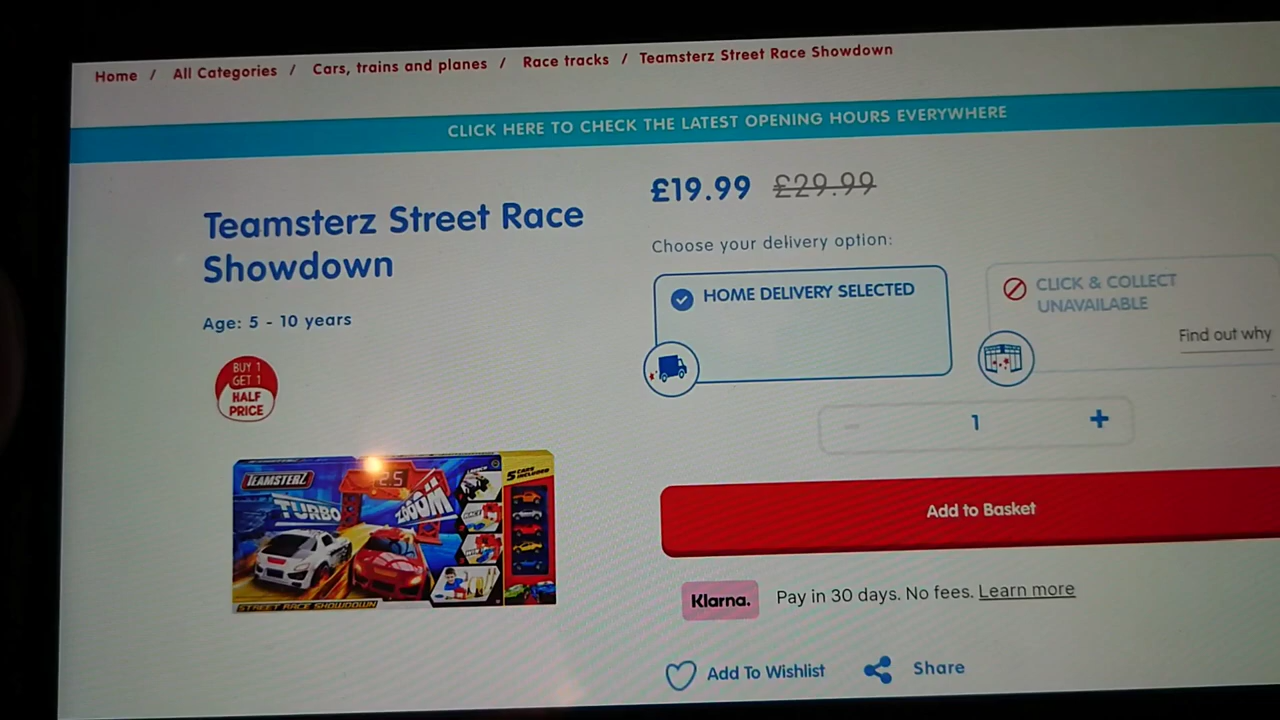 Home / All Categories / Cars, trains and planes / Race tracks / Teamsterz Street Race Showdown
CLICK HERE TO CHECK THE LATEST OPENING HOURS EVERYWHERE
Teamsterz Street Race
Showdown
Age: 5 - 10 years
BUY 1
GET 1
HALF
PRICE
TEAMSTERZ
TURBO
2.5
ZOOM
LAUNCH
RACE
5 CARS
INCLUDED
STREET RACE SHOWDOWN
£19.99 £29.99
Choose your delivery option:
HOME DELIVERY SELECTED
CLICK & COLLECT
UNAVAILABLE
Find out why
- 1 +
Add to Basket
Klarna. Pay in 30 days. No fees. Learn more
Add To Wishlist
Share